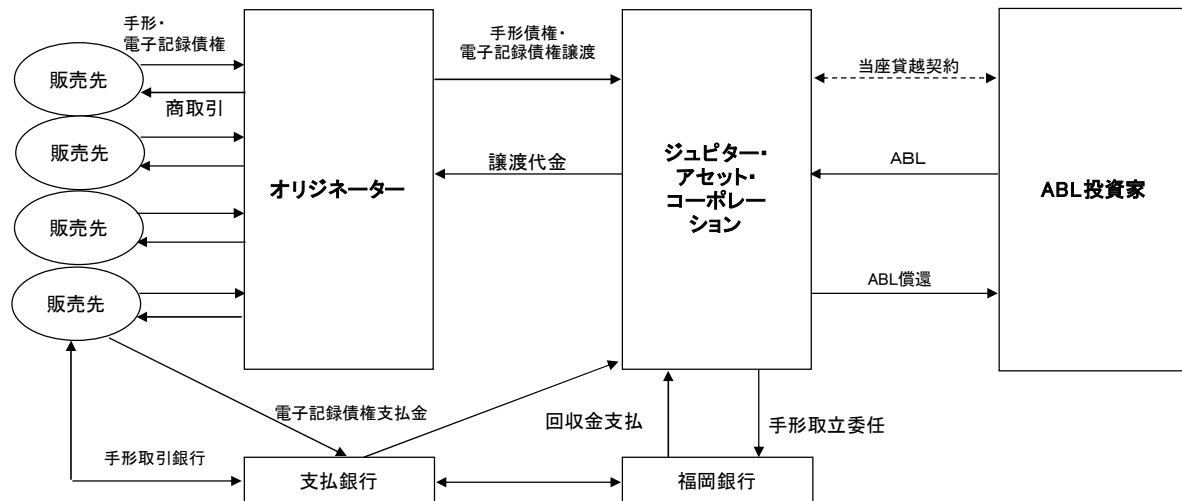 手形・
電子記録債権
販売先
商取引
販売先
販売先
販売先
オリジネーター
手形債権・
電子記録債権譲渡
譲渡代金
ジュピター・
アセット・
コーポレー
ション
当座貸越契約
ABL
ABL償還
ABL投資家
電子記録債権支払金
回収金支払
手形取立委任
手形取引銀行
支払銀行
福岡銀行